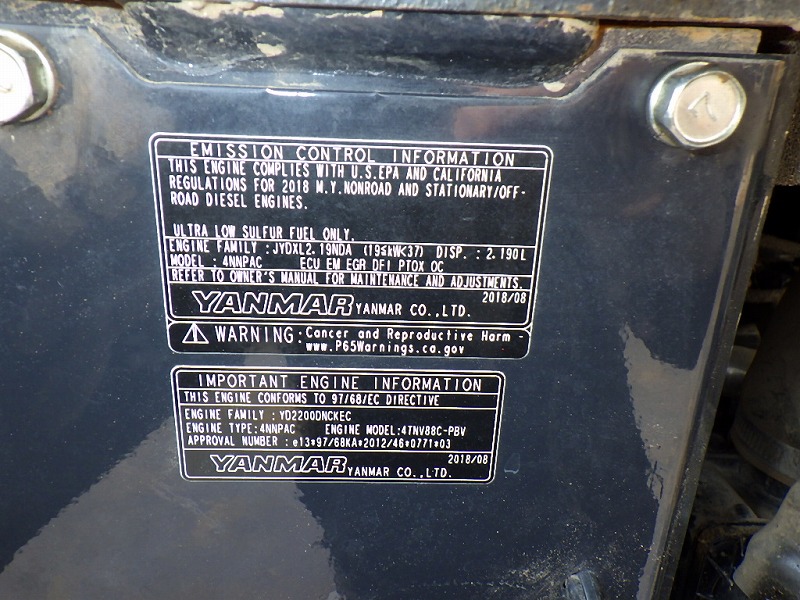 EMISSION CONTROL INFORMATION
THIS ENGINE COMPLIES WITH U.S.EPA AND CALIFORNIA
REGULATIONS FOR 2018 M.Y.NONROAD AND STATIONARY/OFF-
ROAD DIESEL ENGINES.
ULTRA LOW SULFUR FUEL ONLY.
ENGINE FAMILY : JYDXL2.19NDA (19≤kW<37) DISP. : 2.190L
MODEL : 4NNPAC ECU EM EGR DFI PTOX OC
REFER TO OWNER'S MANUAL FOR MAINTENANCE AND ADJUSTMENTS.
2018/08
YANMAR YANMAR CO.,LTD.
WARNING: Cancer and Reproductive Harm -
www.P65Warnings.ca.gov
IMPORTANT ENGINE INFORMATION
THIS ENGINE CONFORMS TO 97/68/EC DIRECTIVE
ENGINE FAMILY : YD2200DNCKEC
ENGINE TYPE:4NNPAC ENGINE MODEL:4TNV88C-PBV
APPROVAL NUMBER : e13*97/68KA*2012/46*0771*03
2018/08
YANMAR YANMAR CO.,LTD.